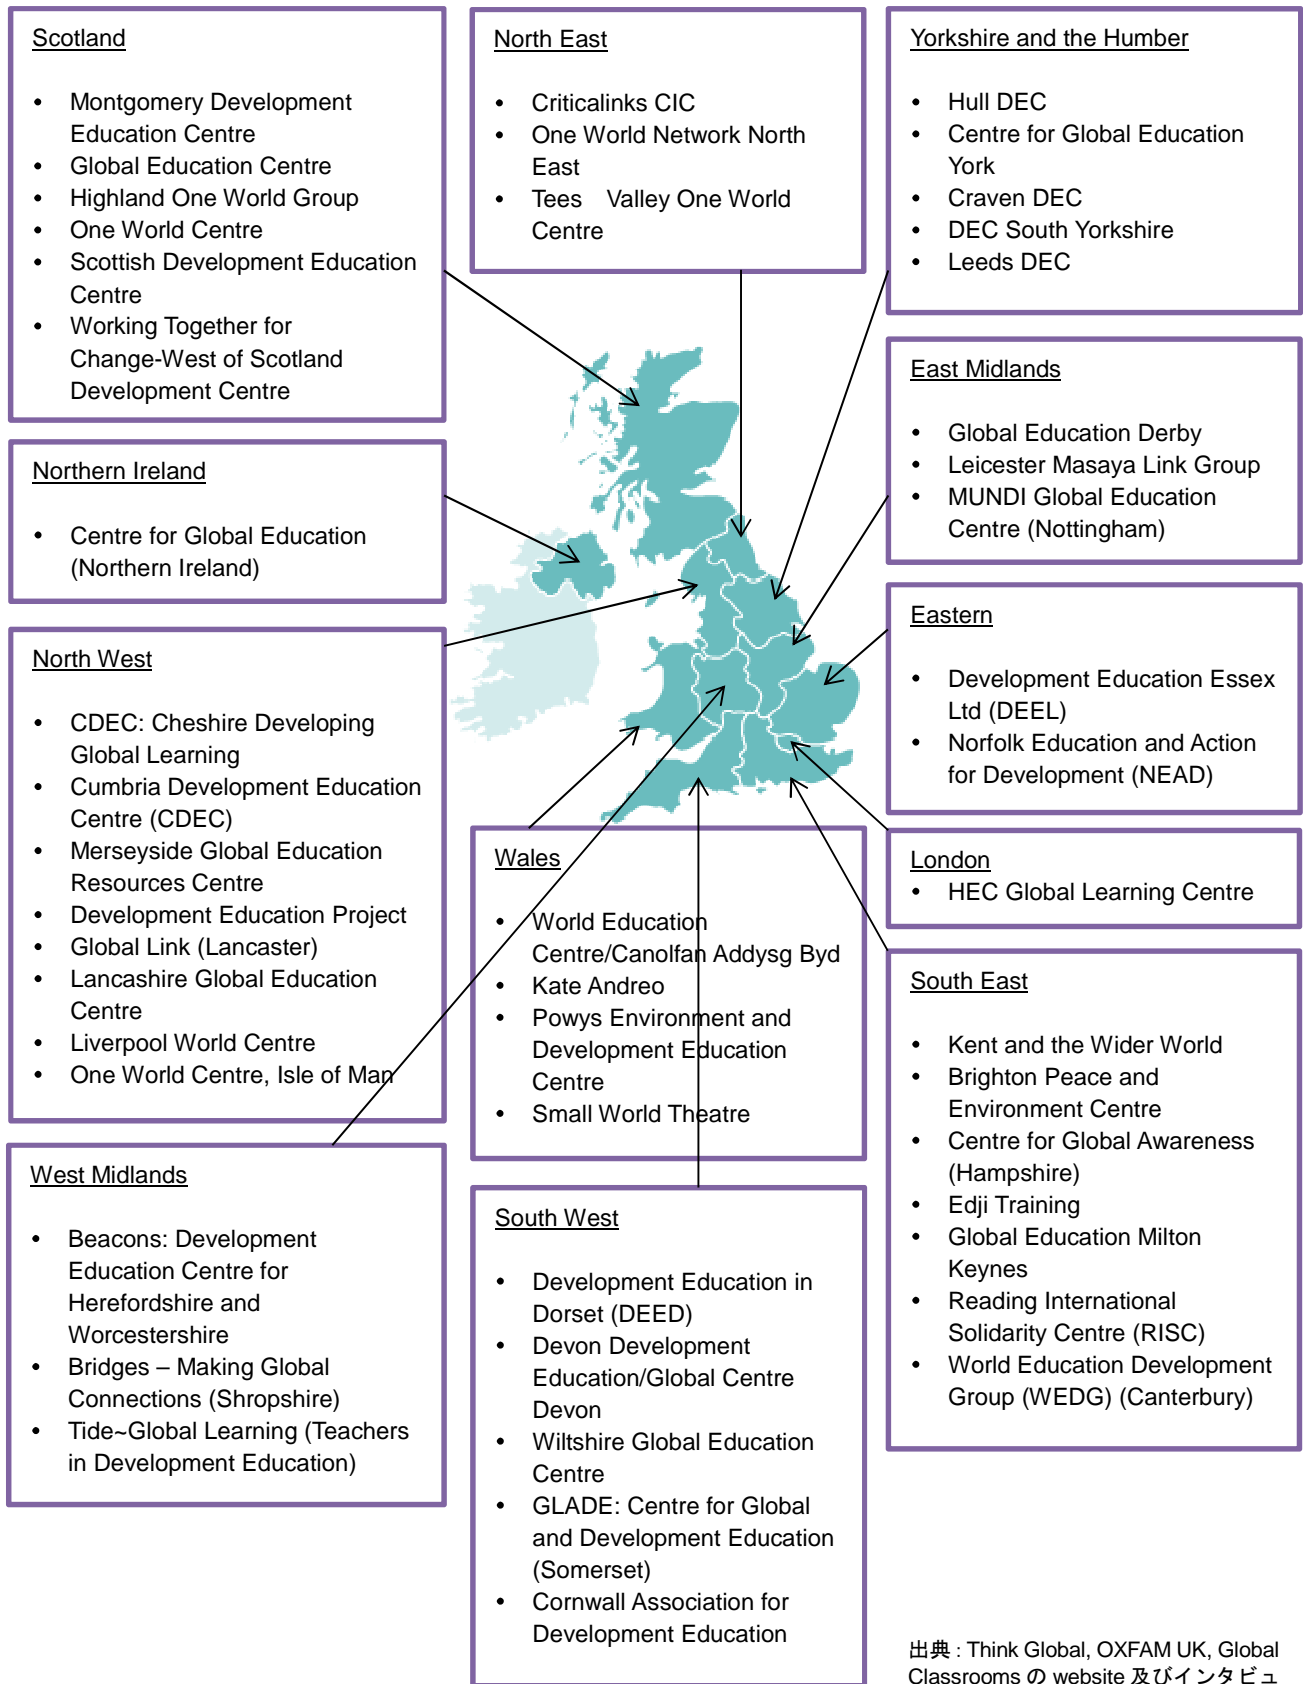 Scotland
• Montgomery Development
Education Centre
• Global Education Centre
• Highland One World Group
• One World Centre
• Scottish Development Education
Centre
• Working Together for
Change-West of Scotland
Development Centre
North East
• Criticalinks CIC
• One World Network North
East
• Tees Valley One World
Centre
Yorkshire and the Humber
• Hull DEC
• Centre for Global Education
York
• Craven DEC
• DEC South Yorkshire
• Leeds DEC
East Midlands
• Global Education Derby
• Leicester Masaya Link Group
• MUNDI Global Education
Centre (Nottingham)
Northern Ireland
• Centre for Global Education
(Northern Ireland)
Eastern
• Development Education Essex
Ltd (DEEL)
• Norfolk Education and Action
for Development (NEAD)
North West
• CDEC: Cheshire Developing
Global Learning
• Cumbria Development Education
Centre (CDEC)
• Merseyside Global Education
Resources Centre
• Development Education Project
• Global Link (Lancaster)
• Lancashire Global Education
Centre
• Liverpool World Centre
• One World Centre, Isle of Man
Wales
• World Education
Centre/Canolfan Addysg Byd
• Kate Andreo
• Powys Environment and
Development Education
Centre
• Small World Theatre
London
• HEC Global Learning Centre
South East
• Kent and the Wider World
• Brighton Peace and
Environment Centre
• Centre for Global Awareness
(Hampshire)
• Edji Training
• Global Education Milton
Keynes
• Reading International
Solidarity Centre (RISC)
• World Education Development
Group (WEDG) (Canterbury)
West Midlands
• Beacons: Development
Education Centre for
Herefordshire and
Worcestershire
• Bridges – Making Global
Connections (Shropshire)
• Tide~Global Learning (Teachers
in Development Education)
South West
• Development Education in
Dorset (DEED)
• Devon Development
Education/Global Centre
Devon
• Wiltshire Global Education
Centre
• GLADE: Centre for Global
and Development Education
(Somerset)
• Cornwall Association for
Development Education
出典 : Think Global, OXFAM UK, Global
Classrooms の website 及びインタビュ